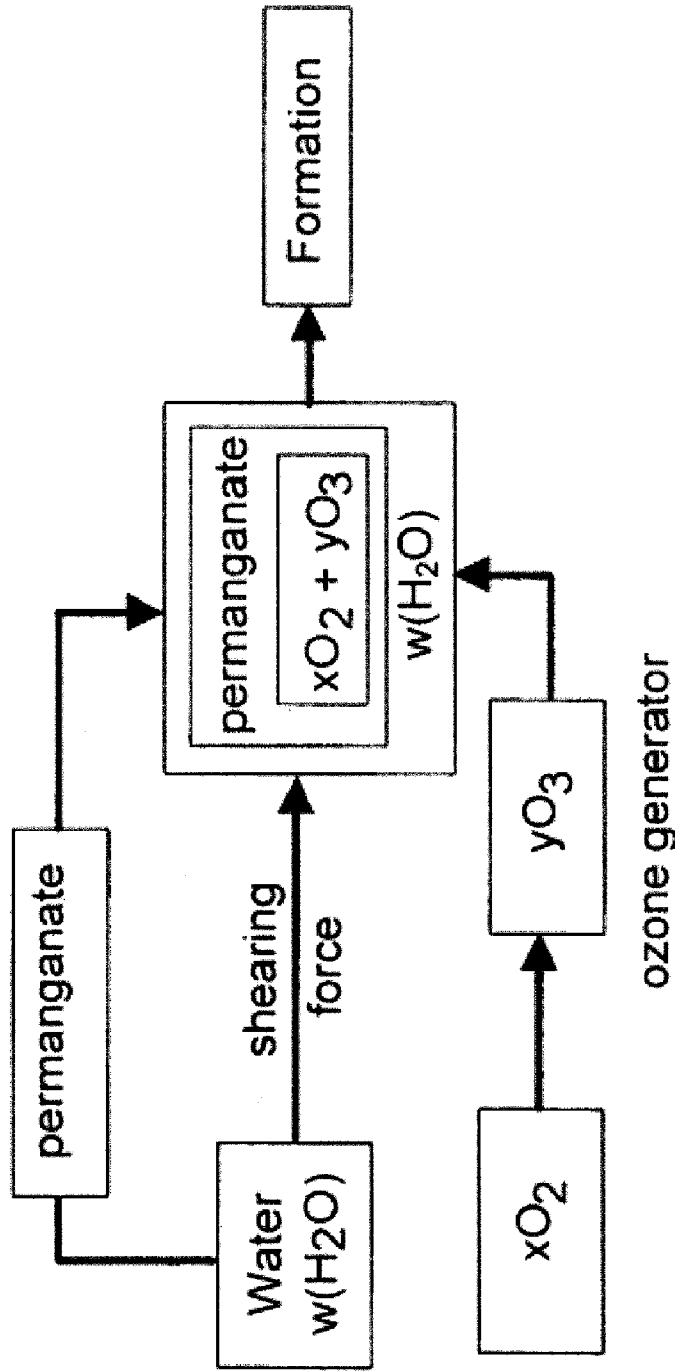 permanganate
Water
w(H2O)
shearing
force
permanganate
xO2 + yO3
w(H2O)
Formation
xO2
yO3
ozone generator